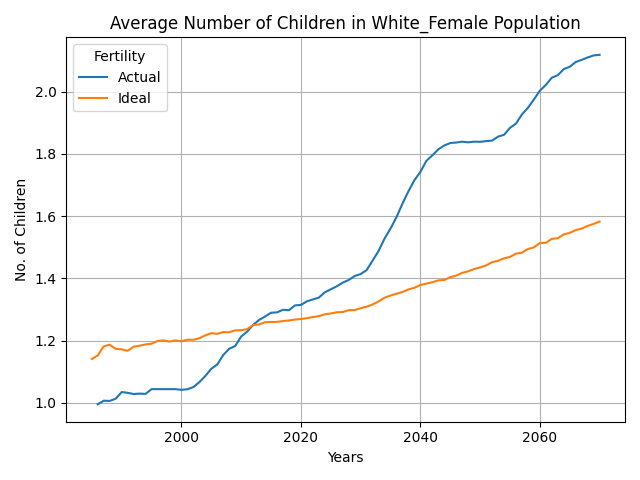 Average Number of Children in White_Female Population
Fertility
Actual
Ideal
2.0
1.8
1.6
1.4
1.2
1.0
No. of Children
2000
2020
2040
2060
Years